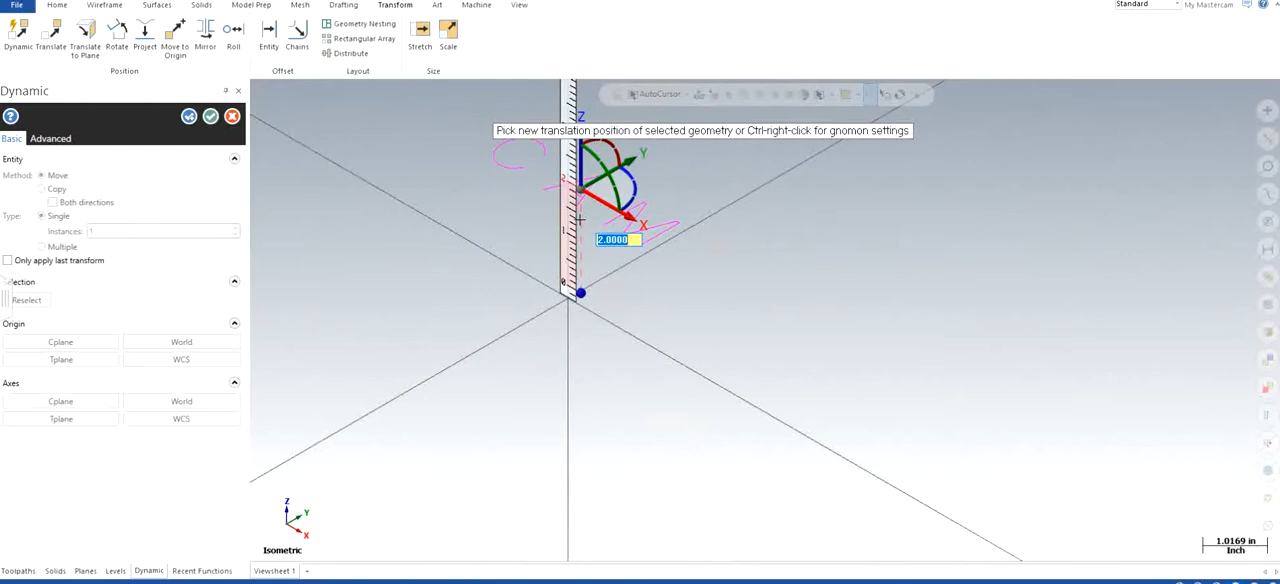 File Home Wireframe Surfaces Solids Model Prep Mesh Drafting Transform Art Machine View Standard My Mastercam
Dynamic Translate Translate to Plane Rotate Project Move to Origin Mirror Roll Entity Chains Geometry Nesting Stretch Scale
Rectangular Array
Distribute
Position Offset Layout Size
Dynamic
AutoCursor
Basic Advanced
Pick new translation position of selected geometry or Ctrl-right-click for gnomon settings
Z
Y
X
2
1
0
2.0000
Entity
Method: Move
Copy
Both directions
Type: Single
Instances: 1
Multiple
Only apply last transform
election
Reselect
Origin
Cplane World
Tplane WCS
Axes
Cplane World
Tplane WCS
Z
Y
X
Isometric
1.0169 in
Inch
Toolpaths Solids Planes Levels Dynamic Recent Functions Viewsheet 1 +